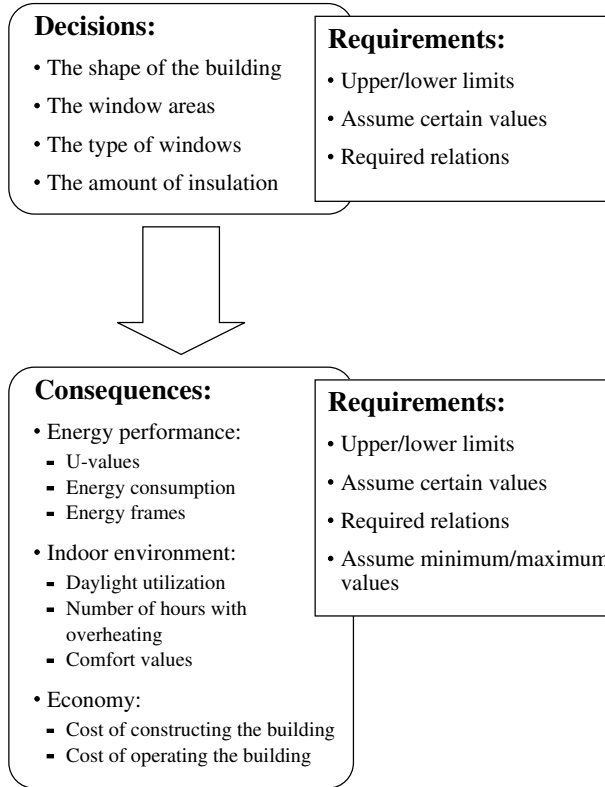 Decisions:
• The shape of the building
• The window areas
• The type of windows
• The amount of insulation
Requirements:
• Upper/lower limits
• Assume certain values
• Required relations
Consequences:
• Energy performance:
▪ U-values
▪ Energy consumption
▪ Energy frames
• Indoor environment:
▪ Daylight utilization
▪ Number of hours with
overheating
▪ Comfort values
• Economy:
▪ Cost of constructing the building
▪ Cost of operating the building
Requirements:
• Upper/lower limits
• Assume certain values
• Required relations
• Assume minimum/maximum
values